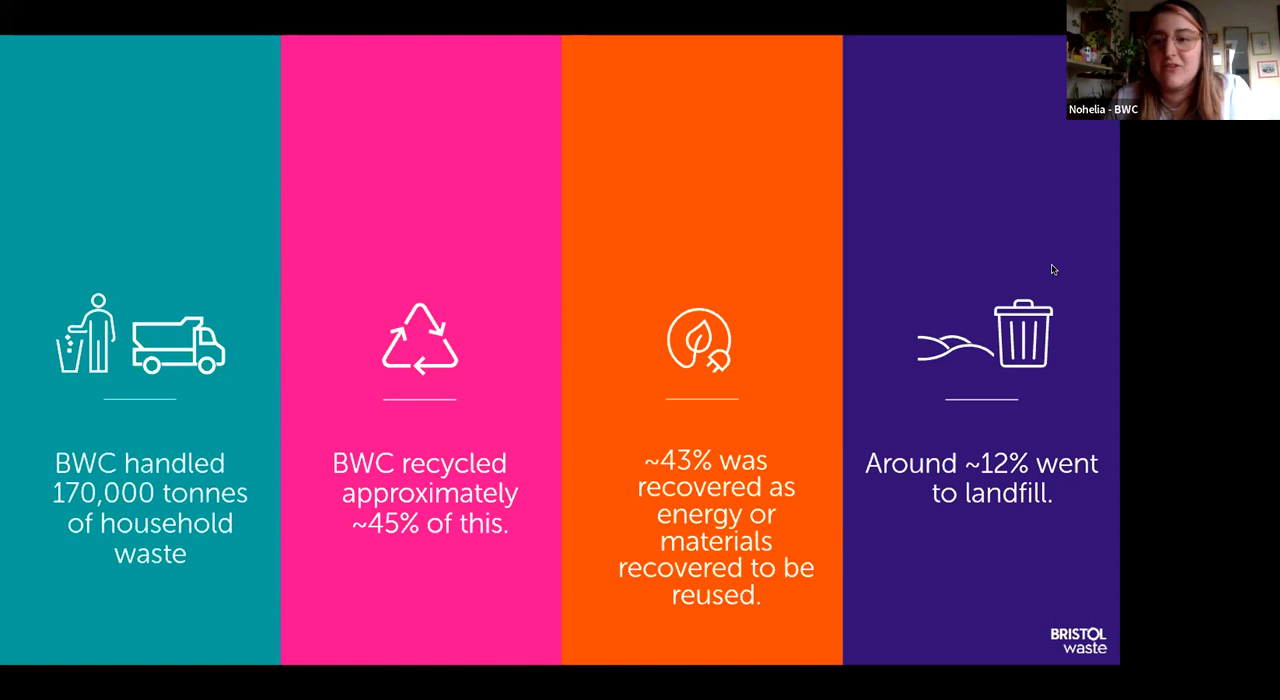 Nohelia - BWC
BWC handled
170,000 tonnes
of household
waste
BWC recycled
approximately
~45% of this.
~43% was
recovered as
energy or
materials
recovered to be
reused.
Around ~12% went
to landfill.
BRISTOL
waste